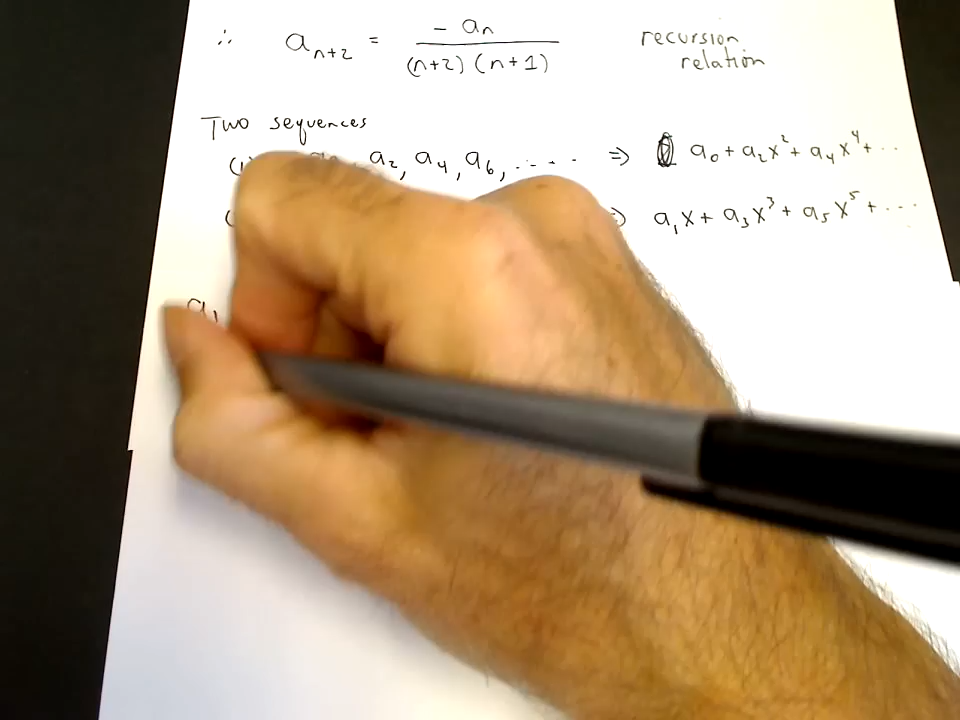 ∴ a_{n+2} = -a_n / (n+2)(n+1) recursion relation
Two sequences
a_2, a_4, a_6, ..... ⇒ a_0 + a_2x^2 + a_4x^4 + ...
a_1x + a_3x^3 + a_5x^5 + ...
a_1